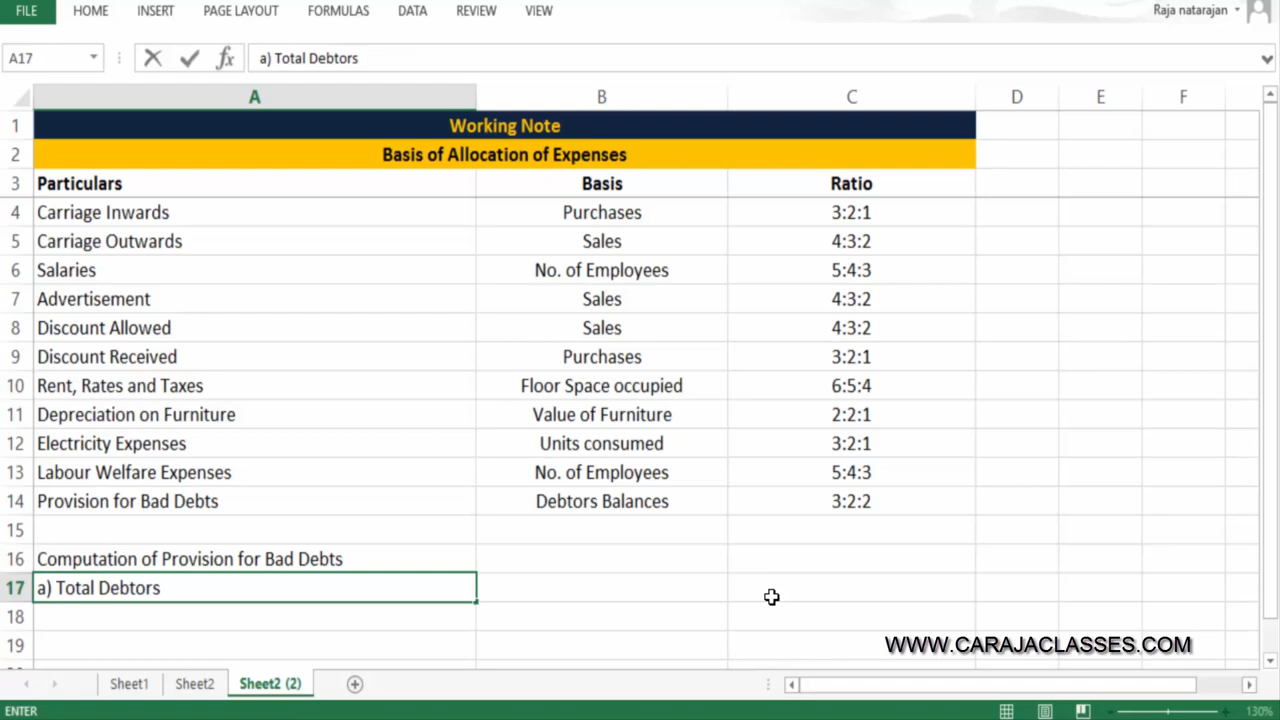 FILE HOME INSERT PAGE LAYOUT FORMULAS DATA REVIEW VIEW Raja natarajan
A17 fx a) Total Debtors
A B C D E F
1 Working Note
2 Basis of Allocation of Expenses
3 Particulars Basis Ratio
4 Carriage Inwards Purchases 3:2:1
5 Carriage Outwards Sales 4:3:2
6 Salaries No. of Employees 5:4:3
7 Advertisement Sales 4:3:2
8 Discount Allowed Sales 4:3:2
9 Discount Received Purchases 3:2:1
10 Rent, Rates and Taxes Floor Space occupied 6:5:4
11 Depreciation on Furniture Value of Furniture 2:2:1
12 Electricity Expenses Units consumed 3:2:1
13 Labour Welfare Expenses No. of Employees 5:4:3
14 Provision for Bad Debts Debtors Balances 3:2:2
15
16 Computation of Provision for Bad Debts
17 a) Total Debtors
18
19 WWW.CARAJACLASSES.COM
Sheet1 Sheet2 Sheet2 (2)
ENTER 130%